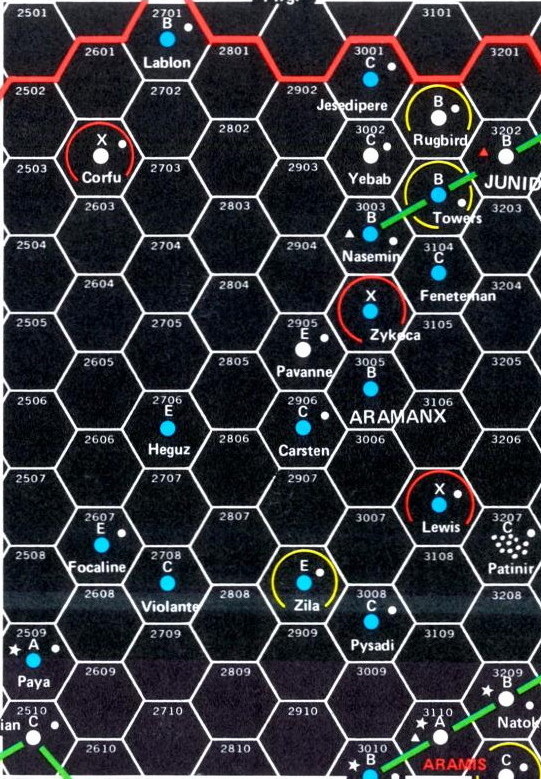 2501 2701 3101
B
2601 2801 3001 3201
Lablon C
2502 2702 2902
Jesedipere B
2802 3002 3202
Rugbird
X C B
2503 2703 2903
Corfu Yebab JUNID
B
2603 2803 3003 3203
B Towers
2504 2704 2904 3104
Nasemin C
2604 2804 3204
X Feneteman
2505 2705 2905 3105
E Zykoca
2605 2805 3005 3205
Pavanne B
2506 2706 2906 3106
E C ARAMANX
2606 2806 3006 3206
Heguz Carsten
2507 2707 2907
X
2607 2807 3007 3207
E Lewis C
2508 2708 3108
Focaline Patinir
C E
2608 2808 3008 3208
Violante Zila C
2509 2709 2909 3109
A Pysadi
2609 2809 3009 3209
Paya B
2510 2710 2910 3110
ian C A Natok
2610 2810 3010
B ARAMIS C